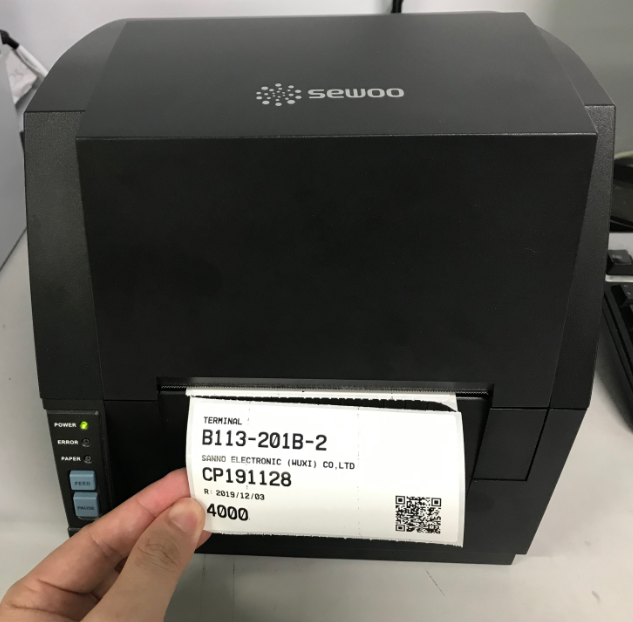 sewoo
POWER
ERROR
PAPER
FEED
PAUSE
TERMINAL
B113-201B-2
SANNO ELECTRONIC (WUXI) CO,LTD
CP191128
R: 2019/12/03
4000